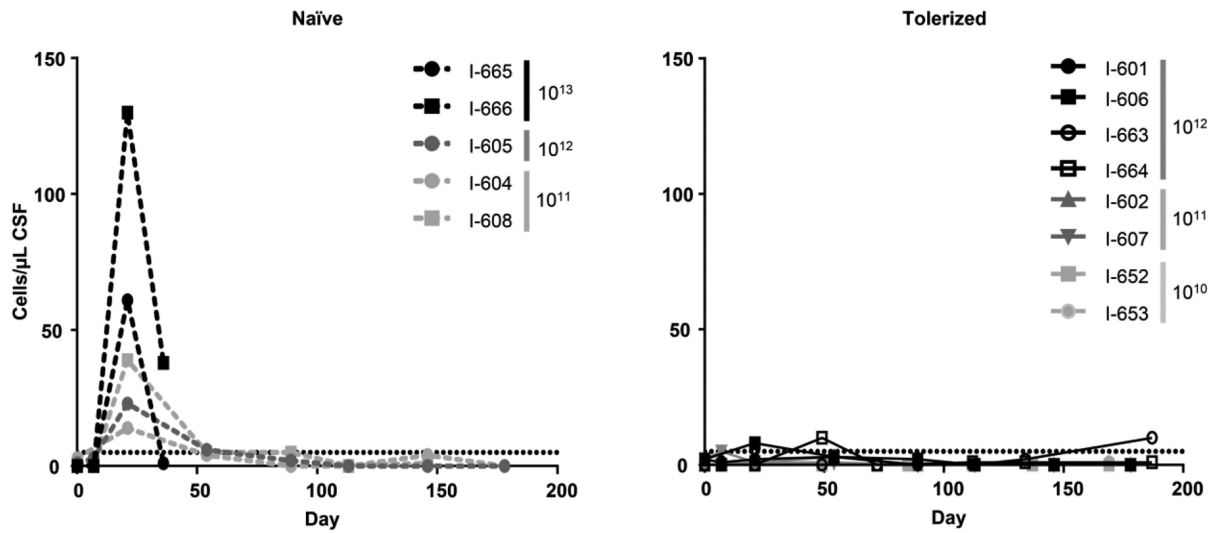 Naïve
150
100
50
0
Cells/µL CSF
0
50
100
150
200
Day
I-665
I-666
10¹³
I-605
10¹²
I-604
I-608
10¹¹
Tolerized
150
100
50
0
0
50
100
150
200
Day
I-601
I-606
I-663
I-664
10¹²
I-602
I-607
10¹¹
I-652
I-653
10¹⁰